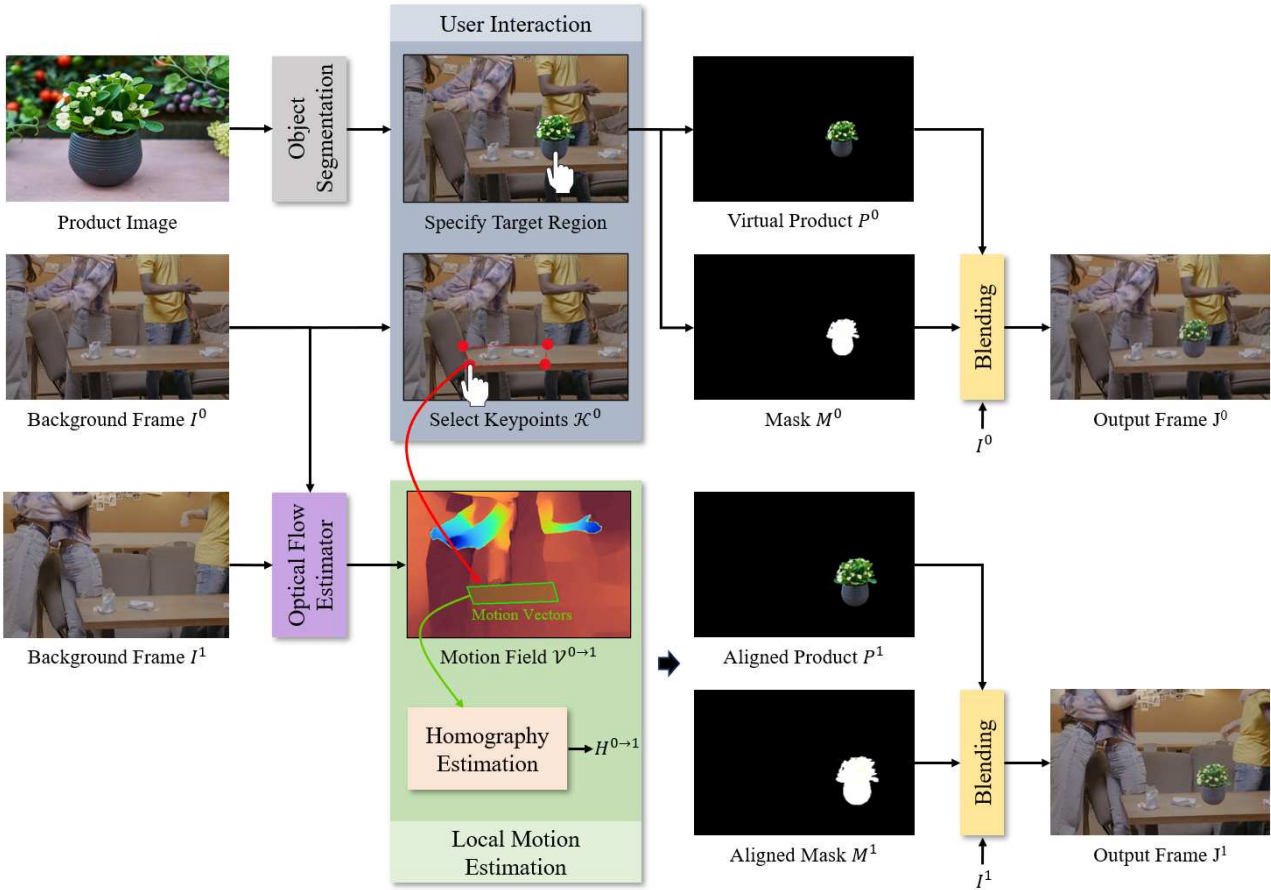 User Interaction
Object
Segmentation
Product Image
Specify Target Region
Virtual Product P⁰
Background Frame I⁰
Select Keypoints 𝒦⁰
Mask M⁰
Blending
I⁰
Output Frame J⁰
Optical Flow
Estimator
Background Frame I¹
Motion Vectors
Motion Field 𝒱⁰→¹
Homography
Estimation
H⁰→¹
Local Motion
Estimation
Aligned Product P¹
Aligned Mask M¹
Blending
I¹
Output Frame J¹